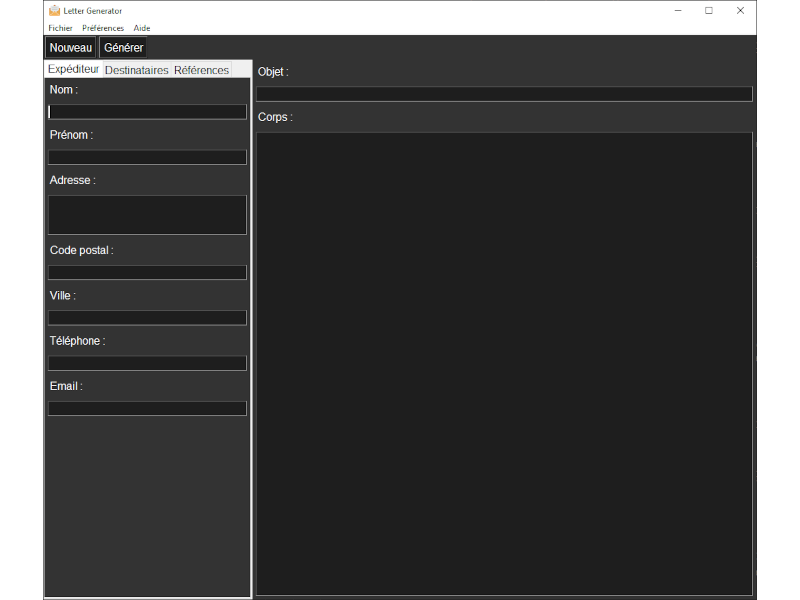 Letter Generator
Fichier Préférences Aide
Nouveau Générer
Expéditeur Destinataires Références
Nom :
Prénom :
Adresse :
Code postal :
Ville :
Téléphone :
Email :
Objet :
Corps :